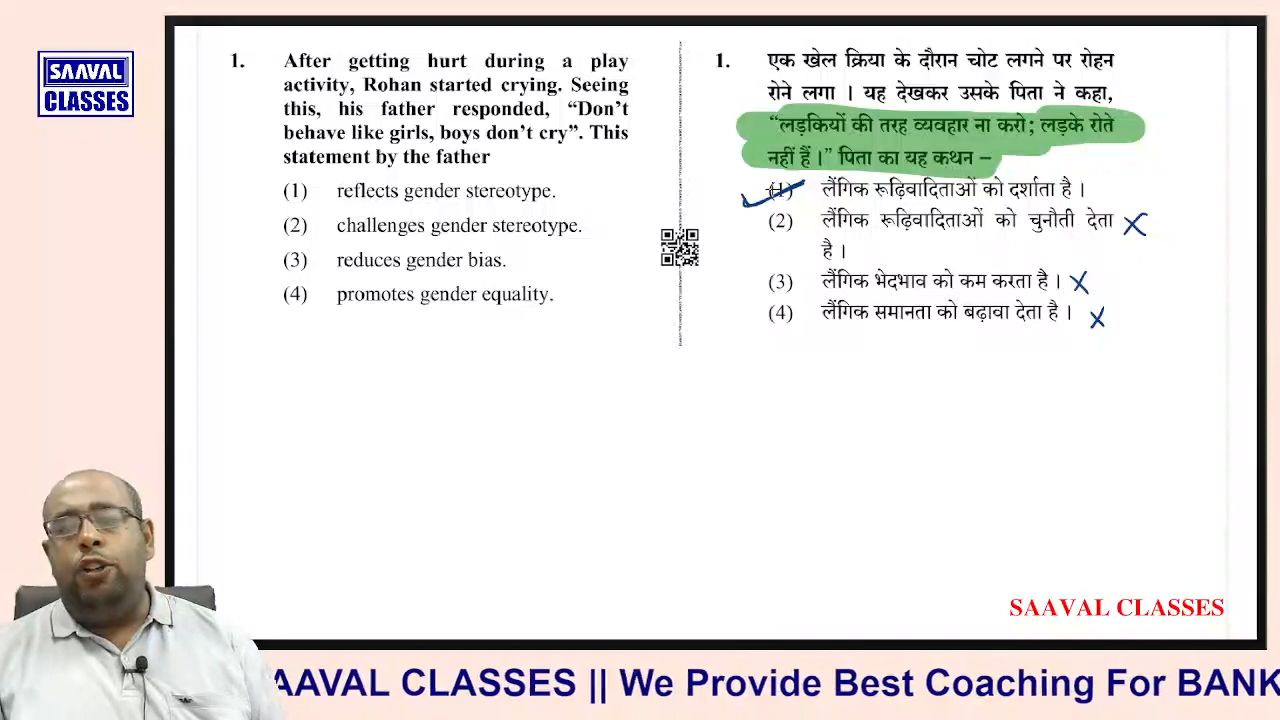 SAAVAL
CLASSES
1. After getting hurt during a play
activity, Rohan started crying. Seeing
this, his father responded, “Don’t
behave like girls, boys don’t cry”. This
statement by the father
(1) reflects gender stereotype.
(2) challenges gender stereotype.
(3) reduces gender bias.
(4) promotes gender equality.
1. एक खेल क्रिया के दौरान चोट लगने पर रोहन
रोने लगा । यह देखकर उसके पिता ने कहा,
“लड़कियों की तरह व्यवहार ना करो; लड़के रोते
नहीं हैं ।” पिता का यह कथन –
(1) लैंगिक रूढ़िवादिताओं को दर्शाता है ।
(2) लैंगिक रूढ़िवादिताओं को चुनौती देता
है ।
(3) लैंगिक भेदभाव को कम करता है ।
(4) लैंगिक समानता को बढ़ावा देता है ।
SAAVAL CLASSES
AAVAL CLASSES || We Provide Best Coaching For BANK